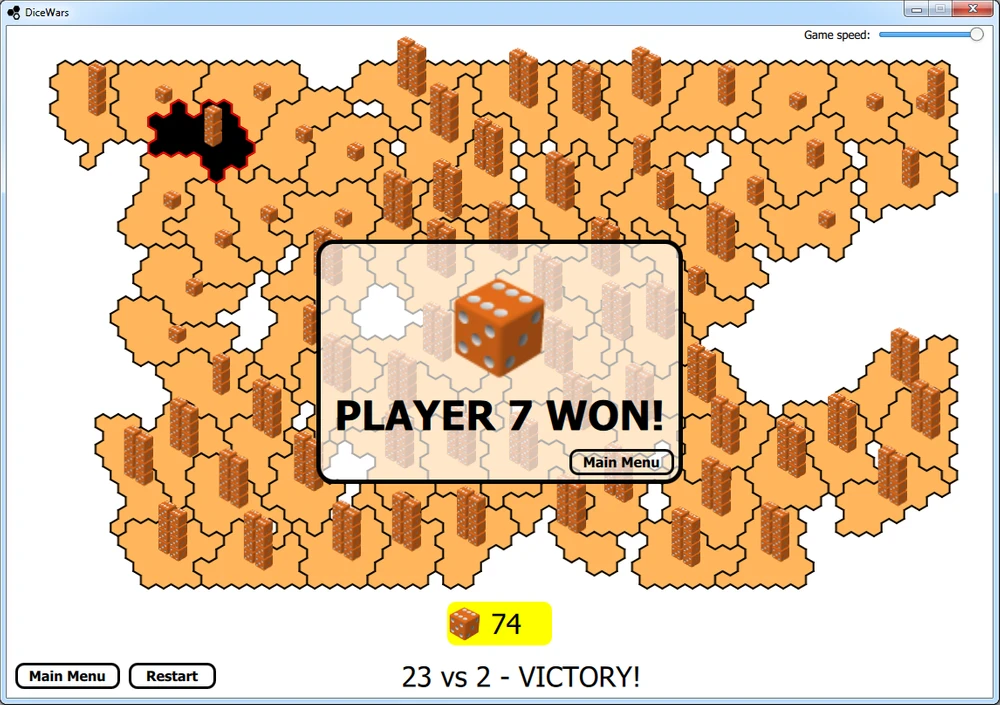 DiceWars
Game speed:
PLAYER 7 WON!
Main Menu
74
Main Menu
Restart
23 vs 2 - VICTORY!